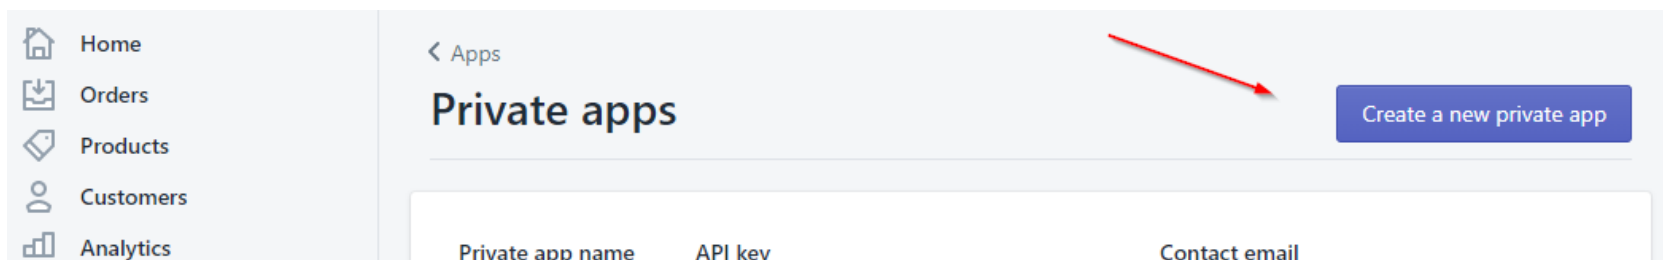 Home
Orders
Products
Customers
Analytics
Apps
Private apps
Create a new private app
Private app name API key Contact email